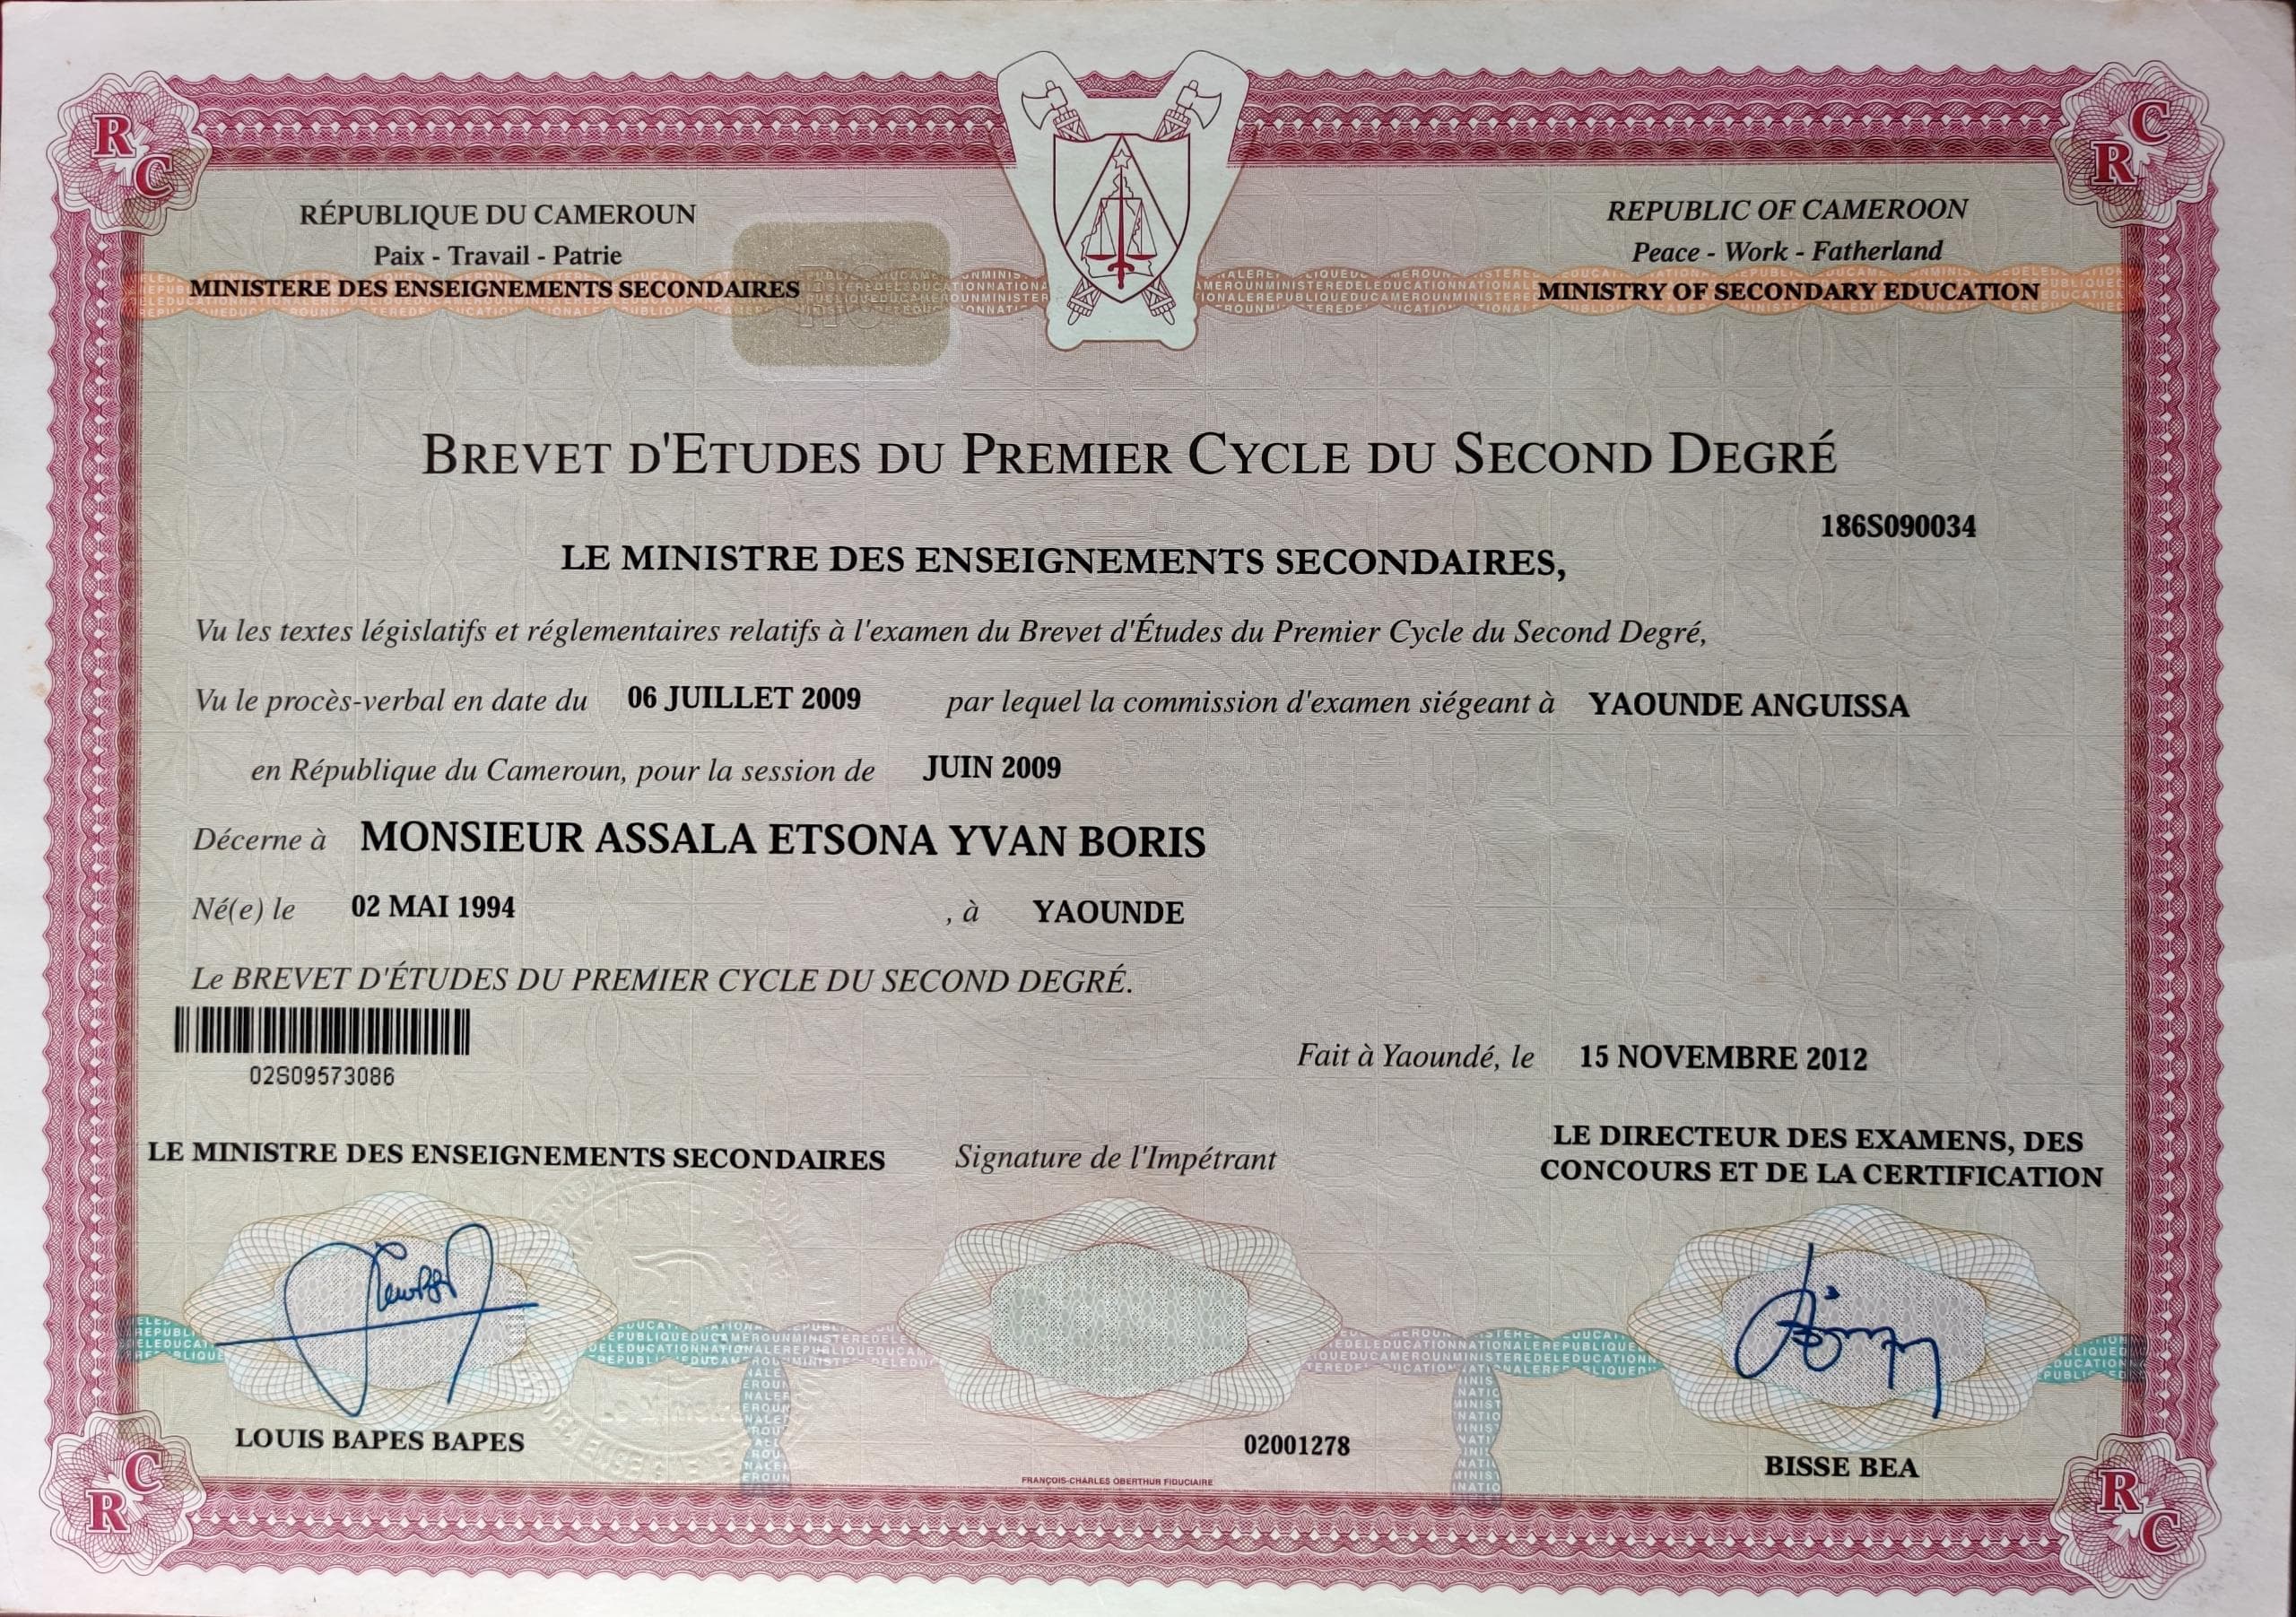 RÉPUBLIQUE DU CAMEROUN
Paix - Travail - Patrie
MINISTERE DES ENSEIGNEMENTS SECONDAIRES
REPUBLIC OF CAMEROON
Peace - Work - Fatherland
MINISTRY OF SECONDARY EDUCATION
R C
C R
BREVET D'ETUDES DU PREMIER CYCLE DU SECOND DEGRÉ
186S090034
LE MINISTRE DES ENSEIGNEMENTS SECONDAIRES,
Vu les textes législatifs et réglementaires relatifs à l'examen du Brevet d'Études du Premier Cycle du Second Degré,
Vu le procès-verbal en date du 06 JUILLET 2009 par lequel la commission d'examen siégeant à YAOUNDE ANGUISSA
en République du Cameroun, pour la session de JUIN 2009
Décerne à MONSIEUR ASSALA ETSONA YVAN BORIS
Né(e) le 02 MAI 1994 , à YAOUNDE
Le BREVET D'ÉTUDES DU PREMIER CYCLE DU SECOND DEGRÉ.
02S09573086
Fait à Yaoundé, le 15 NOVEMBRE 2012
LE MINISTRE DES ENSEIGNEMENTS SECONDAIRES
Signature de l'Impétrant
LE DIRECTEUR DES EXAMENS, DES
CONCOURS ET DE LA CERTIFICATION
LOUIS BAPES BAPES
02001278
BISSE BEA
FRANÇOIS-CHARLES OBERTHUR FIDUCIAIRE
C R
R C